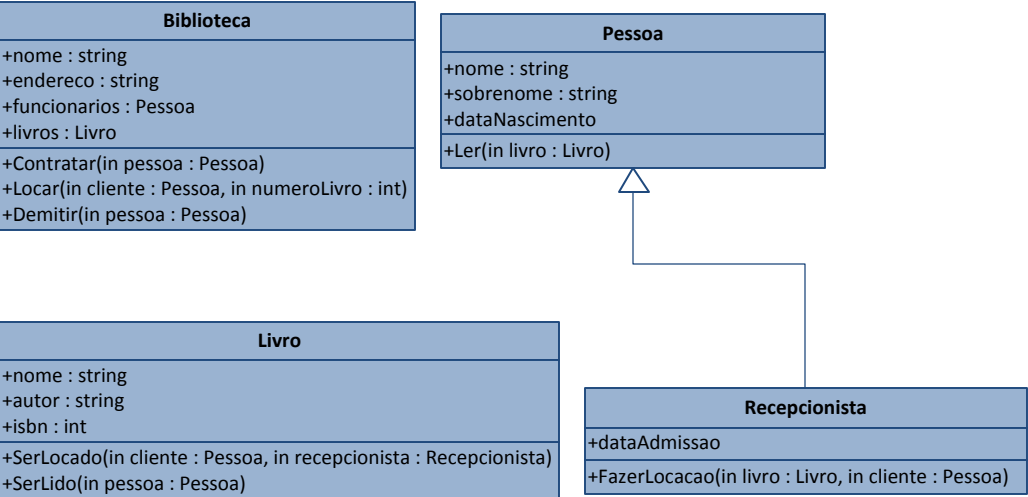 Biblioteca
+nome : string
+endereco : string
+funcionarios : Pessoa
+livros : Livro
+Contratar(in pessoa : Pessoa)
+Locar(in cliente : Pessoa, in numeroLivro : int)
+Demitir(in pessoa : Pessoa)
Pessoa
+nome : string
+sobrenome : string
+dataNascimento
+Ler(in livro : Livro)
Livro
+nome : string
+autor : string
+isbn : int
+SerLocado(in cliente : Pessoa, in recepcionista : Recepcionista)
+SerLido(in pessoa : Pessoa)
Recepcionista
+dataAdmissao
+FazerLocacao(in livro : Livro, in cliente : Pessoa)